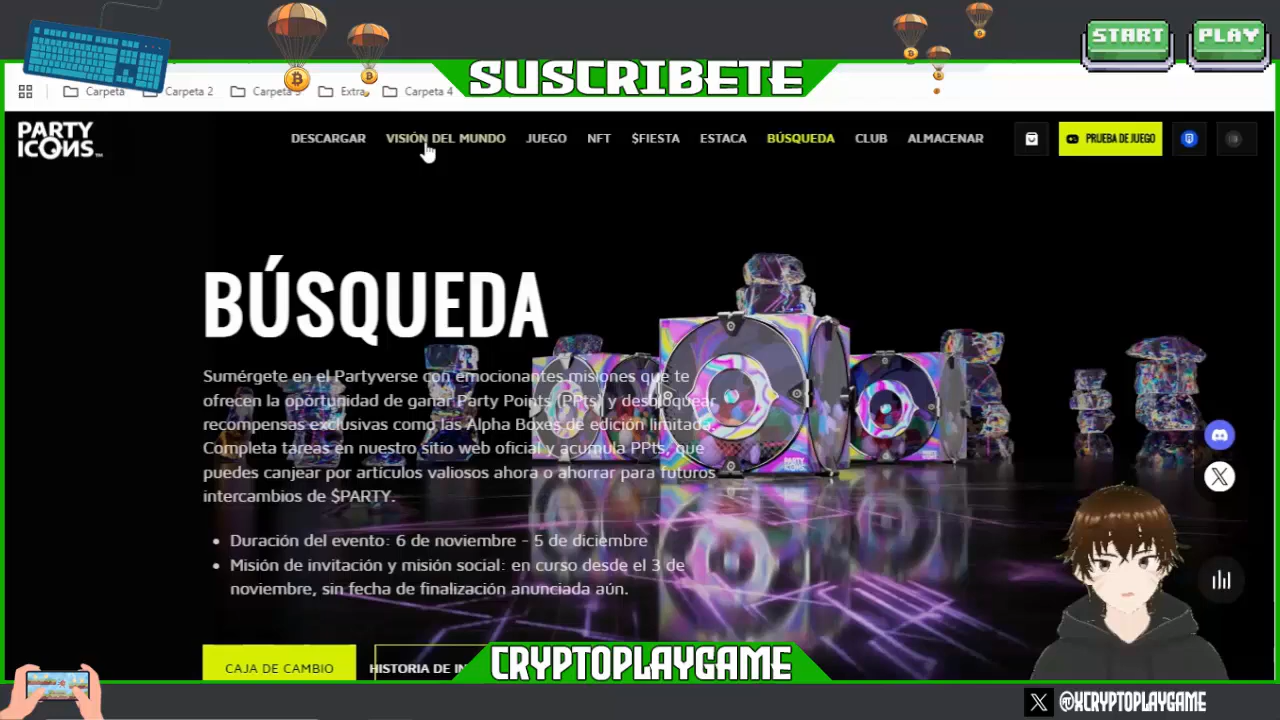 START
PLAY
SUSCRIBETE
Carpeta
Carpeta 2
Carpeta 3
Extra
Carpeta 4
PARTY
ICONS™
DESCARGAR
VISIÓN DEL MUNDO
JUEGO
NFT
$FIESTA
ESTACA
BÚSQUEDA
CLUB
ALMACENAR
PRUEBA DE JUEGO
BÚSQUEDA
Sumérgete en el Partyverse con emocionantes misiones que te
ofrecen la oportunidad de ganar Party Points (PPts) y desbloquear
recompensas exclusivas como las Alpha Boxes de edición limitada.
Completa tareas en nuestro sitio web oficial y acumula PPts, que
puedes canjear por artículos valiosos ahora o ahorrar para futuros
intercambios de $PARTY.
• Duración del evento: 6 de noviembre - 5 de diciembre
• Misión de invitación y misión social: en curso desde el 3 de
noviembre, sin fecha de finalización anunciada aún.
PARTY
ICONS
CAJA DE CAMBIO
HISTORIA DE IN
CRYPTOPLAYGAME
@XCRYPTOPLAYGAME